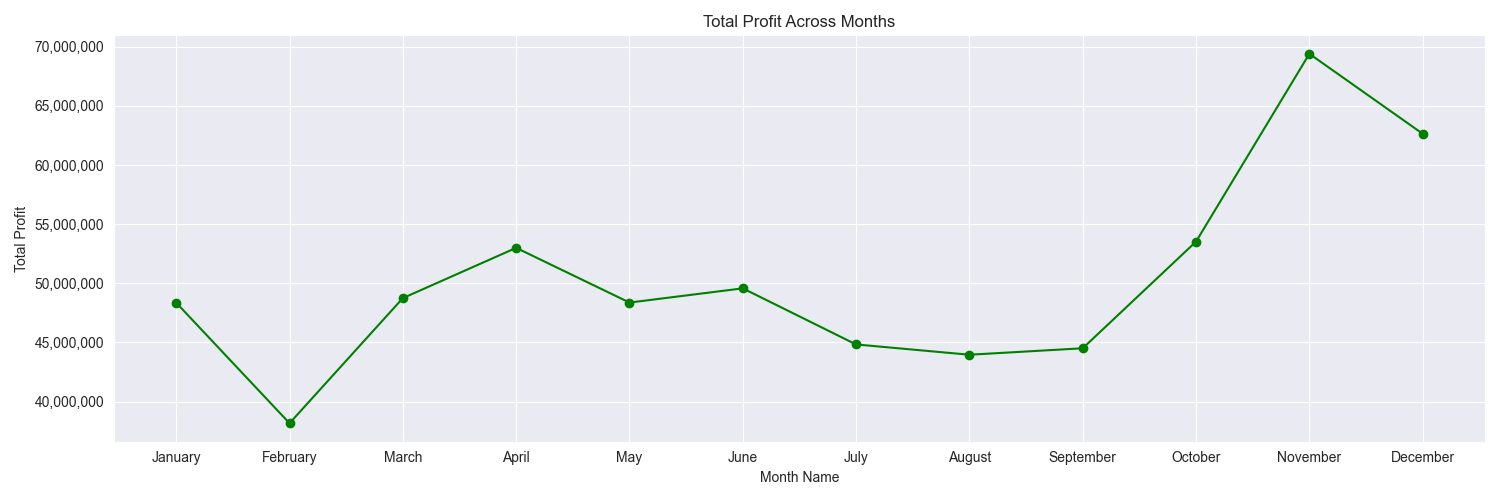 Total Profit Across Months
70,000,000
65,000,000
60,000,000
55,000,000
50,000,000
45,000,000
40,000,000
Total Profit
January February March April May June July August September October November December
Month Name